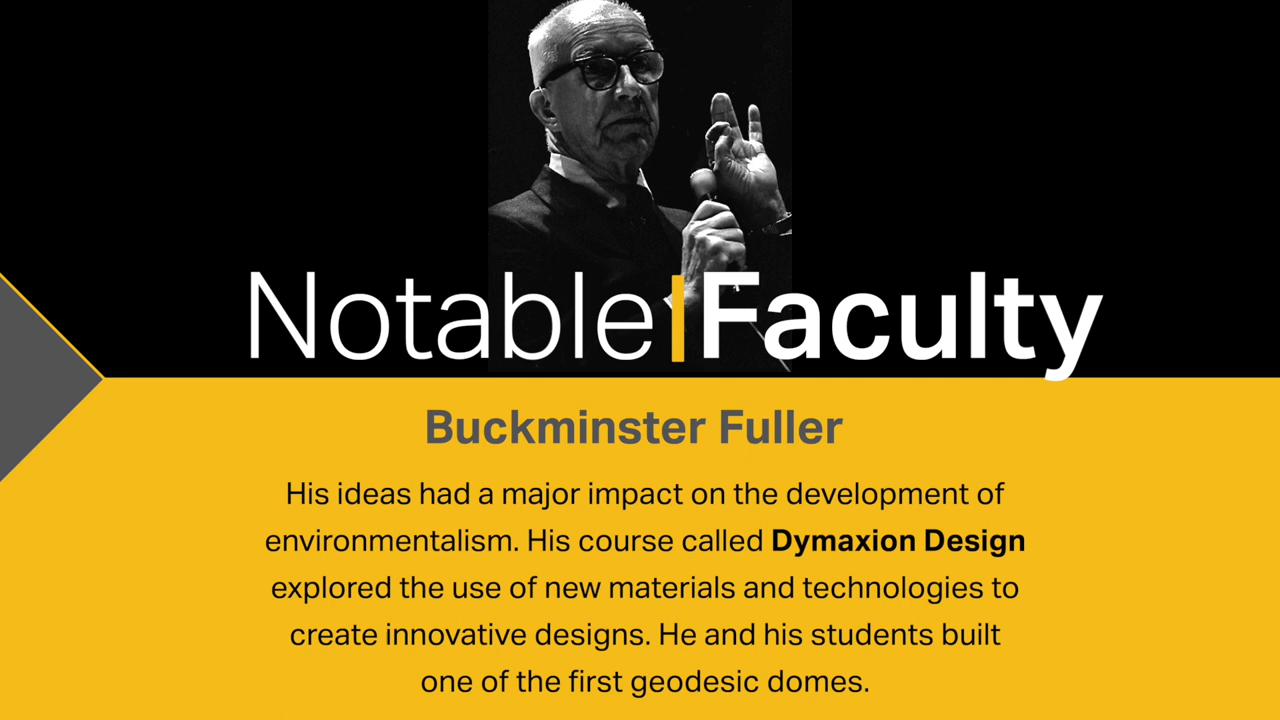 Notable|Faculty
Buckminster Fuller
His ideas had a major impact on the development of
environmentalism. His course called Dymaxion Design
explored the use of new materials and technologies to
create innovative designs. He and his students built
one of the first geodesic domes.